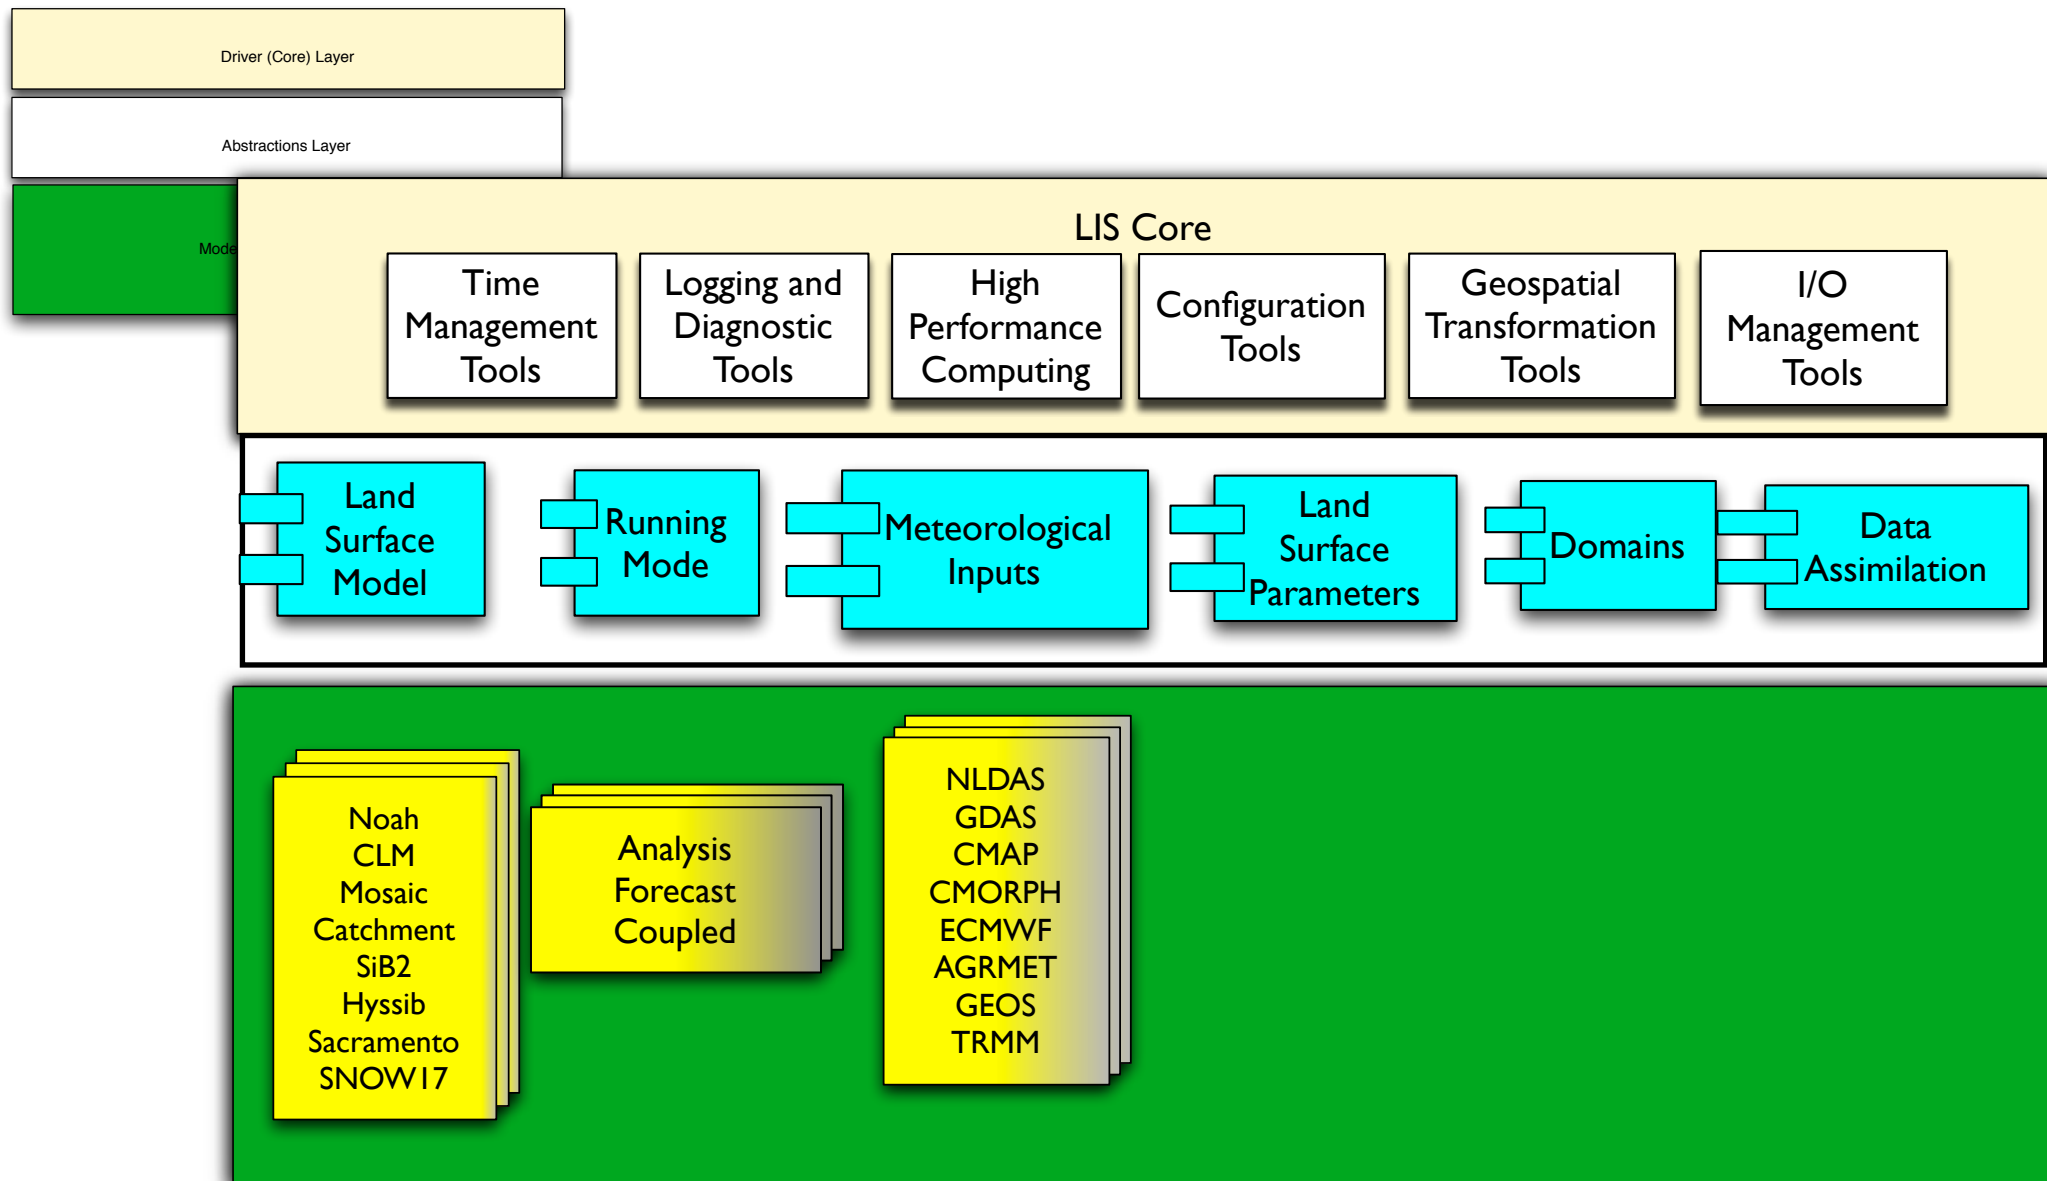 Driver (Core) Layer
Abstractions Layer
LIS Core
Time
Management
Tools
Logging and
Diagnostic
Tools
High
Performance
Computing
Configuration
Tools
Geospatial
Transformation
Tools
I/O
Management
Tools
Land
Surface
Model
Running
Mode
Meteorological
Inputs
Land
Surface
Parameters
Domains
Data
Assimilation
Noah
CLM
Mosaic
Catchment
SiB2
Hyssib
Sacramento
SNOW17
Analysis
Forecast
Coupled
NLDAS
GDAS
CMAP
CMORPH
ECMWF
AGRMET
GEOS
TRMM